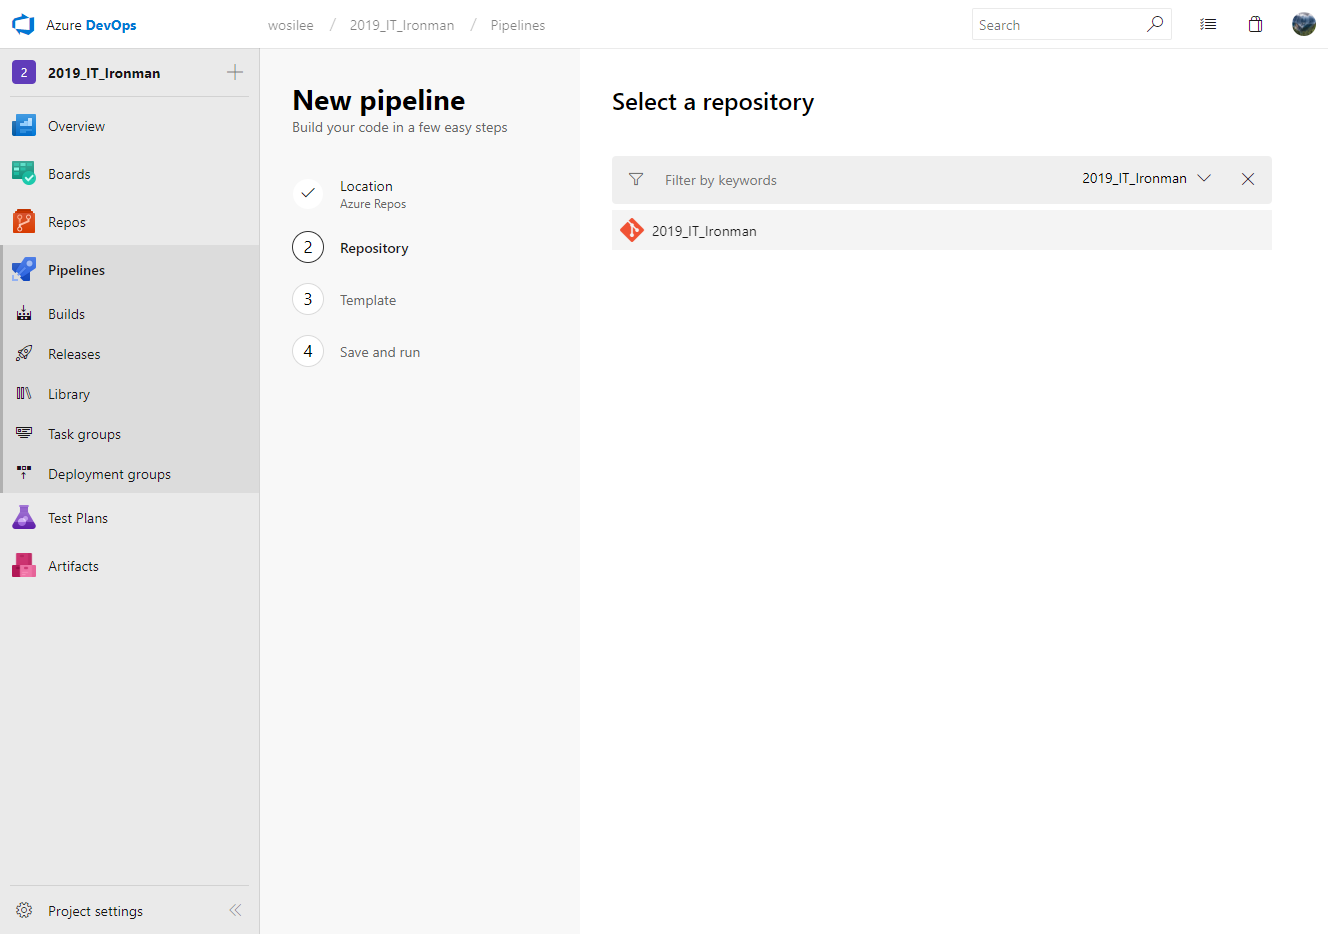 Azure DevOps
wosilee / 2019_IT_Ironman / Pipelines
Search
2 2019_IT_Ironman
Overview
Boards
Repos
Pipelines
Builds
Releases
Library
Task groups
Deployment groups
Test Plans
Artifacts
Project settings
New pipeline
Build your code in a few easy steps
Location
Azure Repos
2 Repository
3 Template
4 Save and run
Select a repository
Filter by keywords 2019_IT_Ironman
2019_IT_Ironman